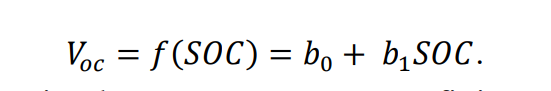 V_oc = f(SOC) = b_0 + b_1SOC.